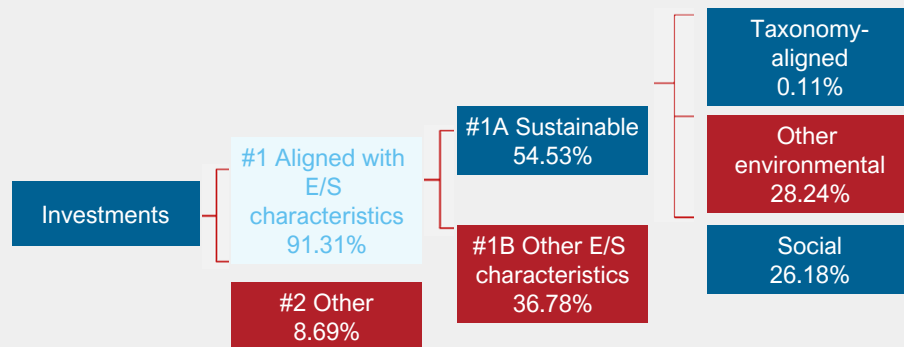 Investments
#1 Aligned with
E/S
characteristics
91.31%
#2 Other
8.69%
#1A Sustainable
54.53%
#1B Other E/S
characteristics
36.78%
Taxonomy-
aligned
0.11%
Other
environmental
28.24%
Social
26.18%